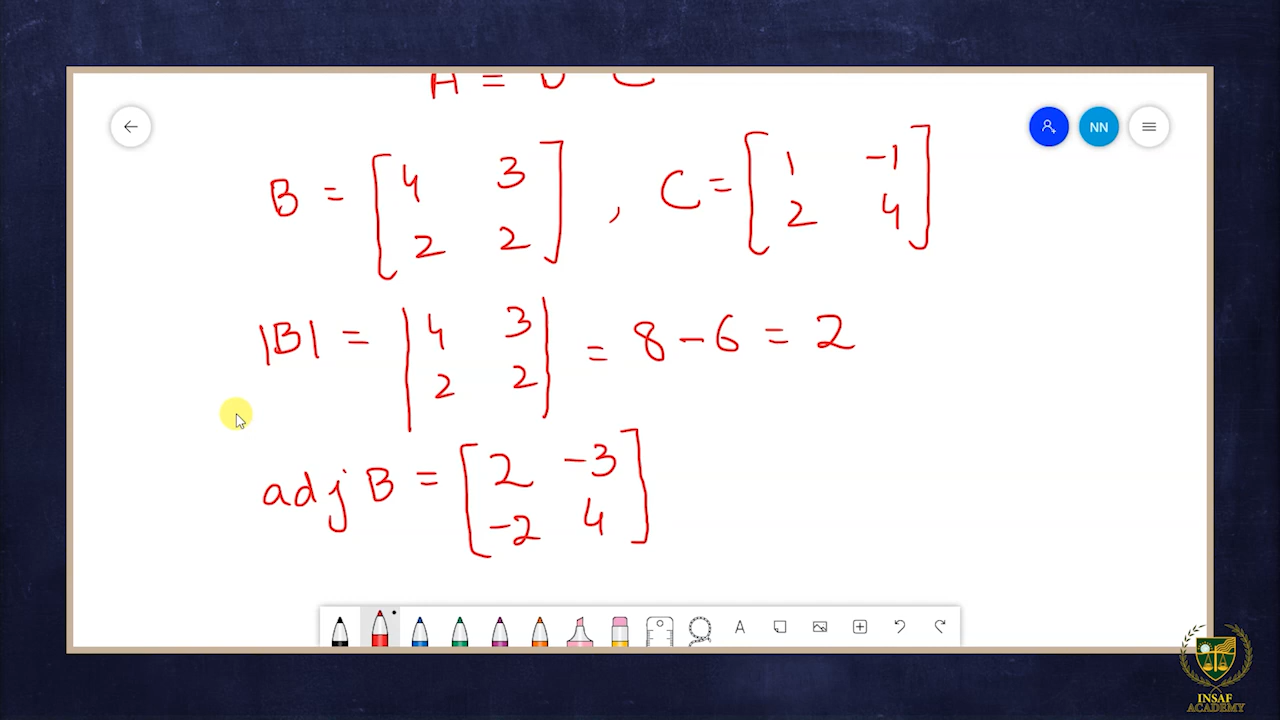 NN
B = [4 3
2 2] , C = [1 -1
2 4]
|B| = |4 3
2 2| = 8 - 6 = 2
adj B = [2 -3
-2 4]
A
INSAF
ACADEMY